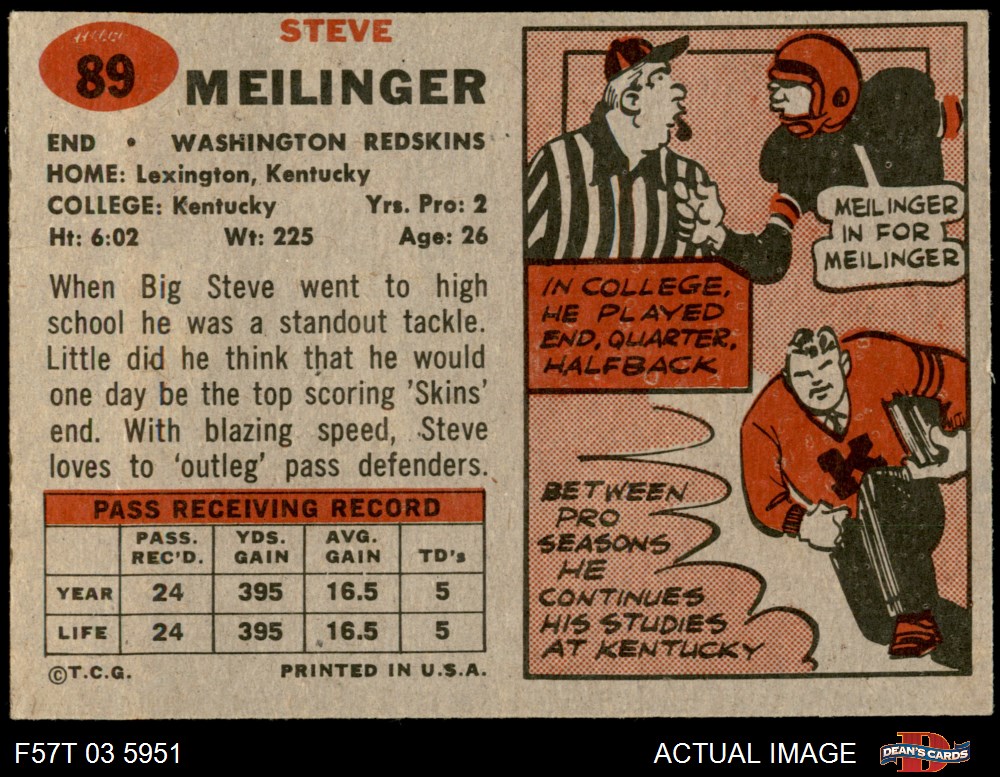 89
STEVE
MEILINGER
END • WASHINGTON REDSKINS
HOME: Lexington, Kentucky
COLLEGE: Kentucky Yrs. Pro: 2
Ht: 6:02 Wt: 225 Age: 26
When Big Steve went to high
school he was a standout tackle.
Little did he think that he would
one day be the top scoring 'Skins'
end. With blazing speed, Steve
loves to 'outleg' pass defenders.
PASS RECEIVING RECORD
PASS. REC'D. YDS. GAIN AVG. GAIN TD's
YEAR 24 395 16.5 5
LIFE 24 395 16.5 5
©T.C.G. PRINTED IN U.S.A.
MEILINGER
IN FOR
MEILINGER
IN COLLEGE,
HE PLAYED
END, QUARTER,
HALFBACK
K
BETWEEN
PRO
SEASONS
HE
CONTINUES
HIS STUDIES
AT KENTUCKY
F57T 03 5951 ACTUAL IMAGE DEAN'S CARDS